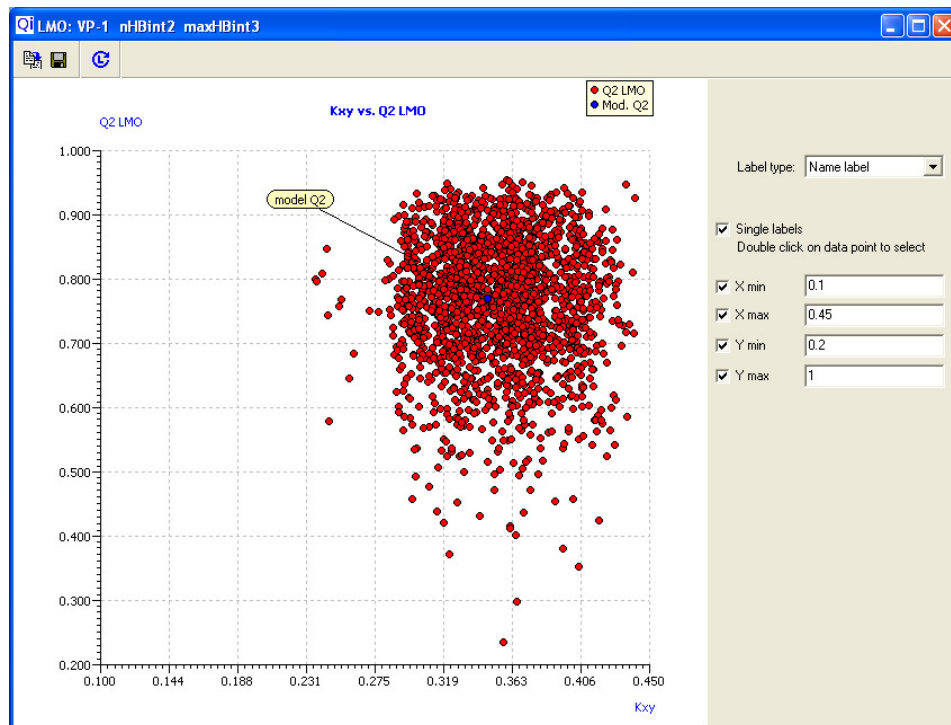 Qi LMO: VP-1 nHBint2 maxHBint3
Kxy vs. Q2 LMO
Q2 LMO
Mod. Q2
Q2 LMO
1.000
0.900
0.800
0.700
0.600
0.500
0.400
0.300
0.200
model Q2
0.100 0.144 0.188 0.231 0.275 0.319 0.363 0.406 0.450
Kxy
Label type: Name label
Single labels
Double click on data point to select
X min 0.1
X max 0.45
Y min 0.2
Y max 1